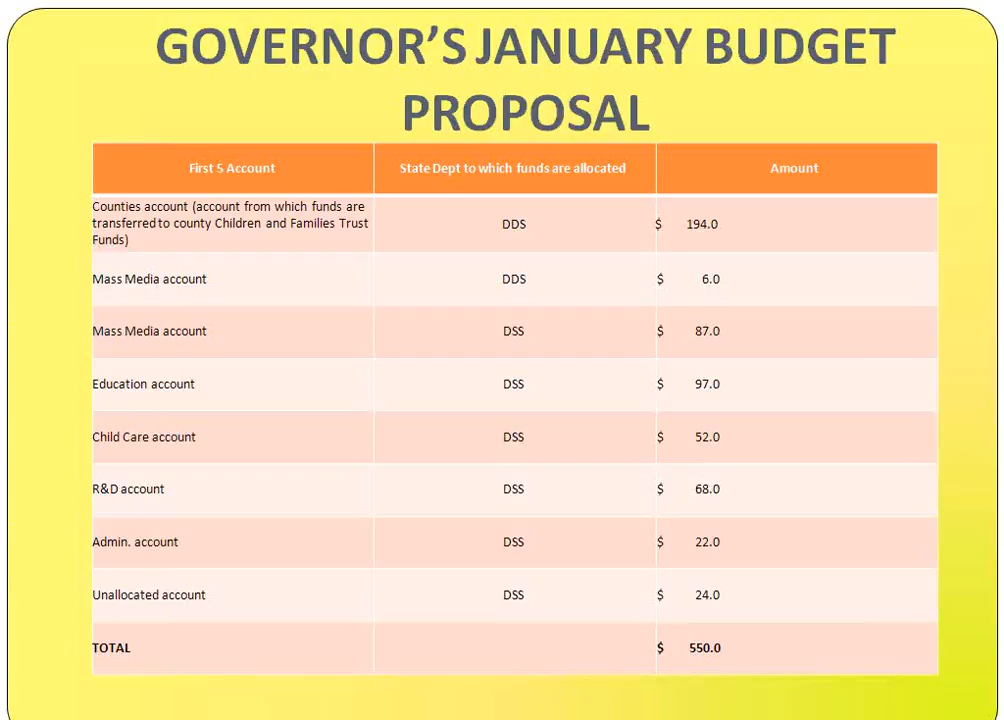 GOVERNOR'S JANUARY BUDGET
PROPOSAL
First 5 Account State Dept to which funds are allocated Amount
Counties account (account from which funds are
transferred to county Children and Families Trust
Funds) DDS $ 194.0
Mass Media account DDS $ 6.0
Mass Media account DSS $ 87.0
Education account DSS $ 97.0
Child Care account DSS $ 52.0
R&D account DSS $ 68.0
Admin. account DSS $ 22.0
Unallocated account DSS $ 24.0
TOTAL $ 550.0